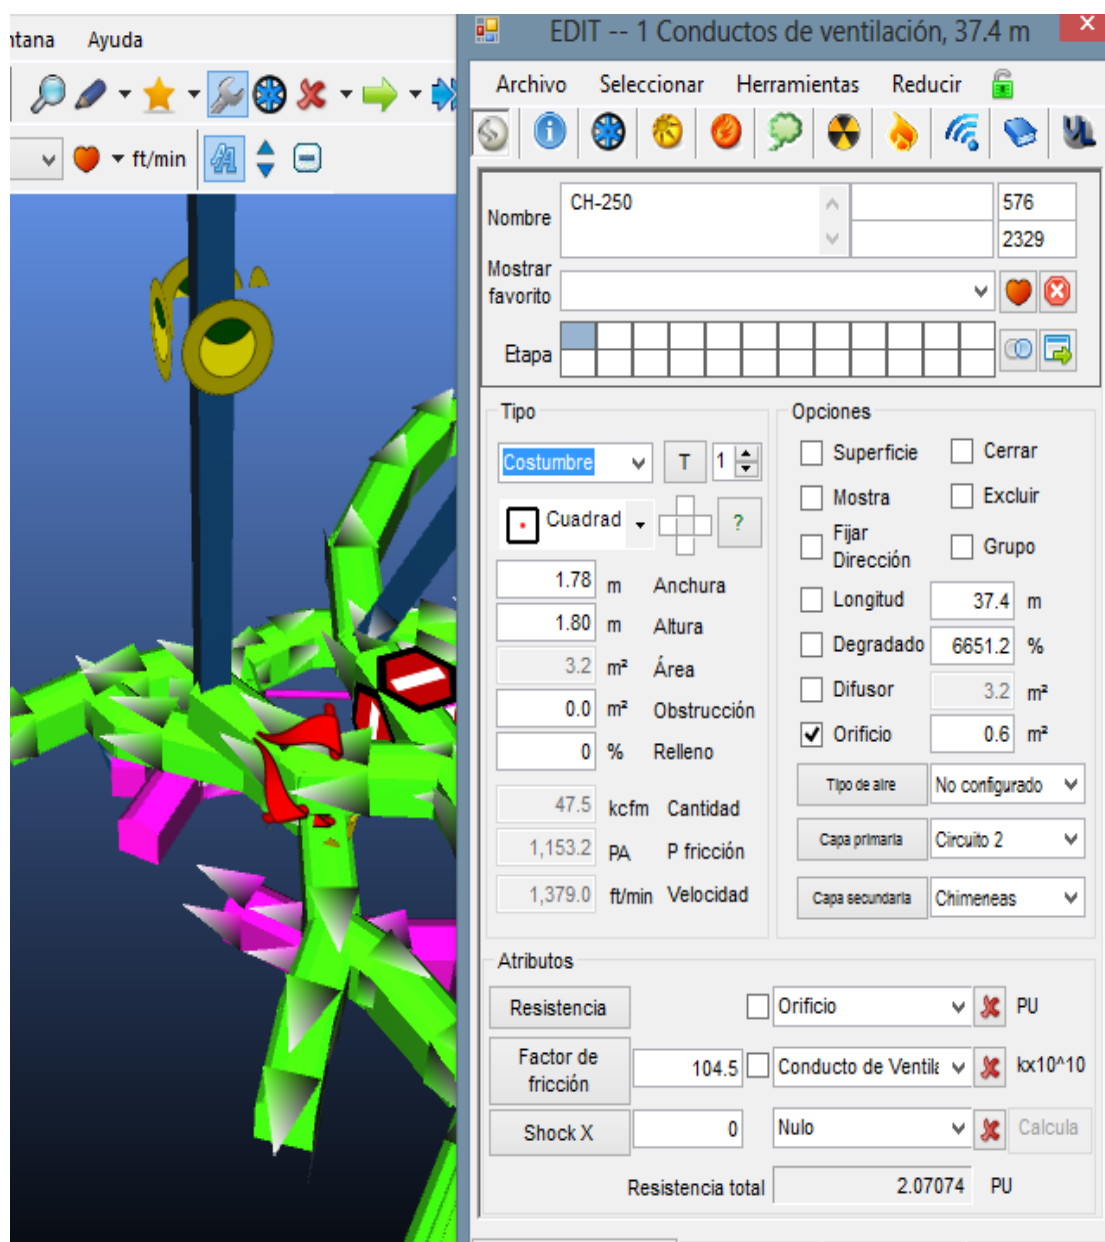 ntana Ayuda
ft/min
EDIT -- 1 Conductos de ventilación, 37.4 m
Archivo Seleccionar Herramientas Reducir
Nombre CH-250 576
2329
Mostrar
favorito
Etapa
Tipo
Costumbre T 1
Cuadrad ?
1.78 m Anchura
1.80 m Altura
3.2 m² Área
0.0 m² Obstrucción
0 % Relleno
47.5 kcfm Cantidad
1,153.2 PA P fricción
1,379.0 ft/min Velocidad
Opciones
Superficie Cerrar
Mostra Excluir
Fijar
Dirección Grupo
Longitud 37.4 m
Degradado 6651.2 %
Difusor 3.2 m²
Orificio 0.6 m²
Tipo de aire No configurado
Capa primaria Circuito 2
Capa secundaria Chimeneas
Atributos
Resistencia Orificio PU
Factor de
fricción 104.5 Conducto de Ventila kx10^10
Shock X 0 Nulo Calcula
Resistencia total 2.07074 PU